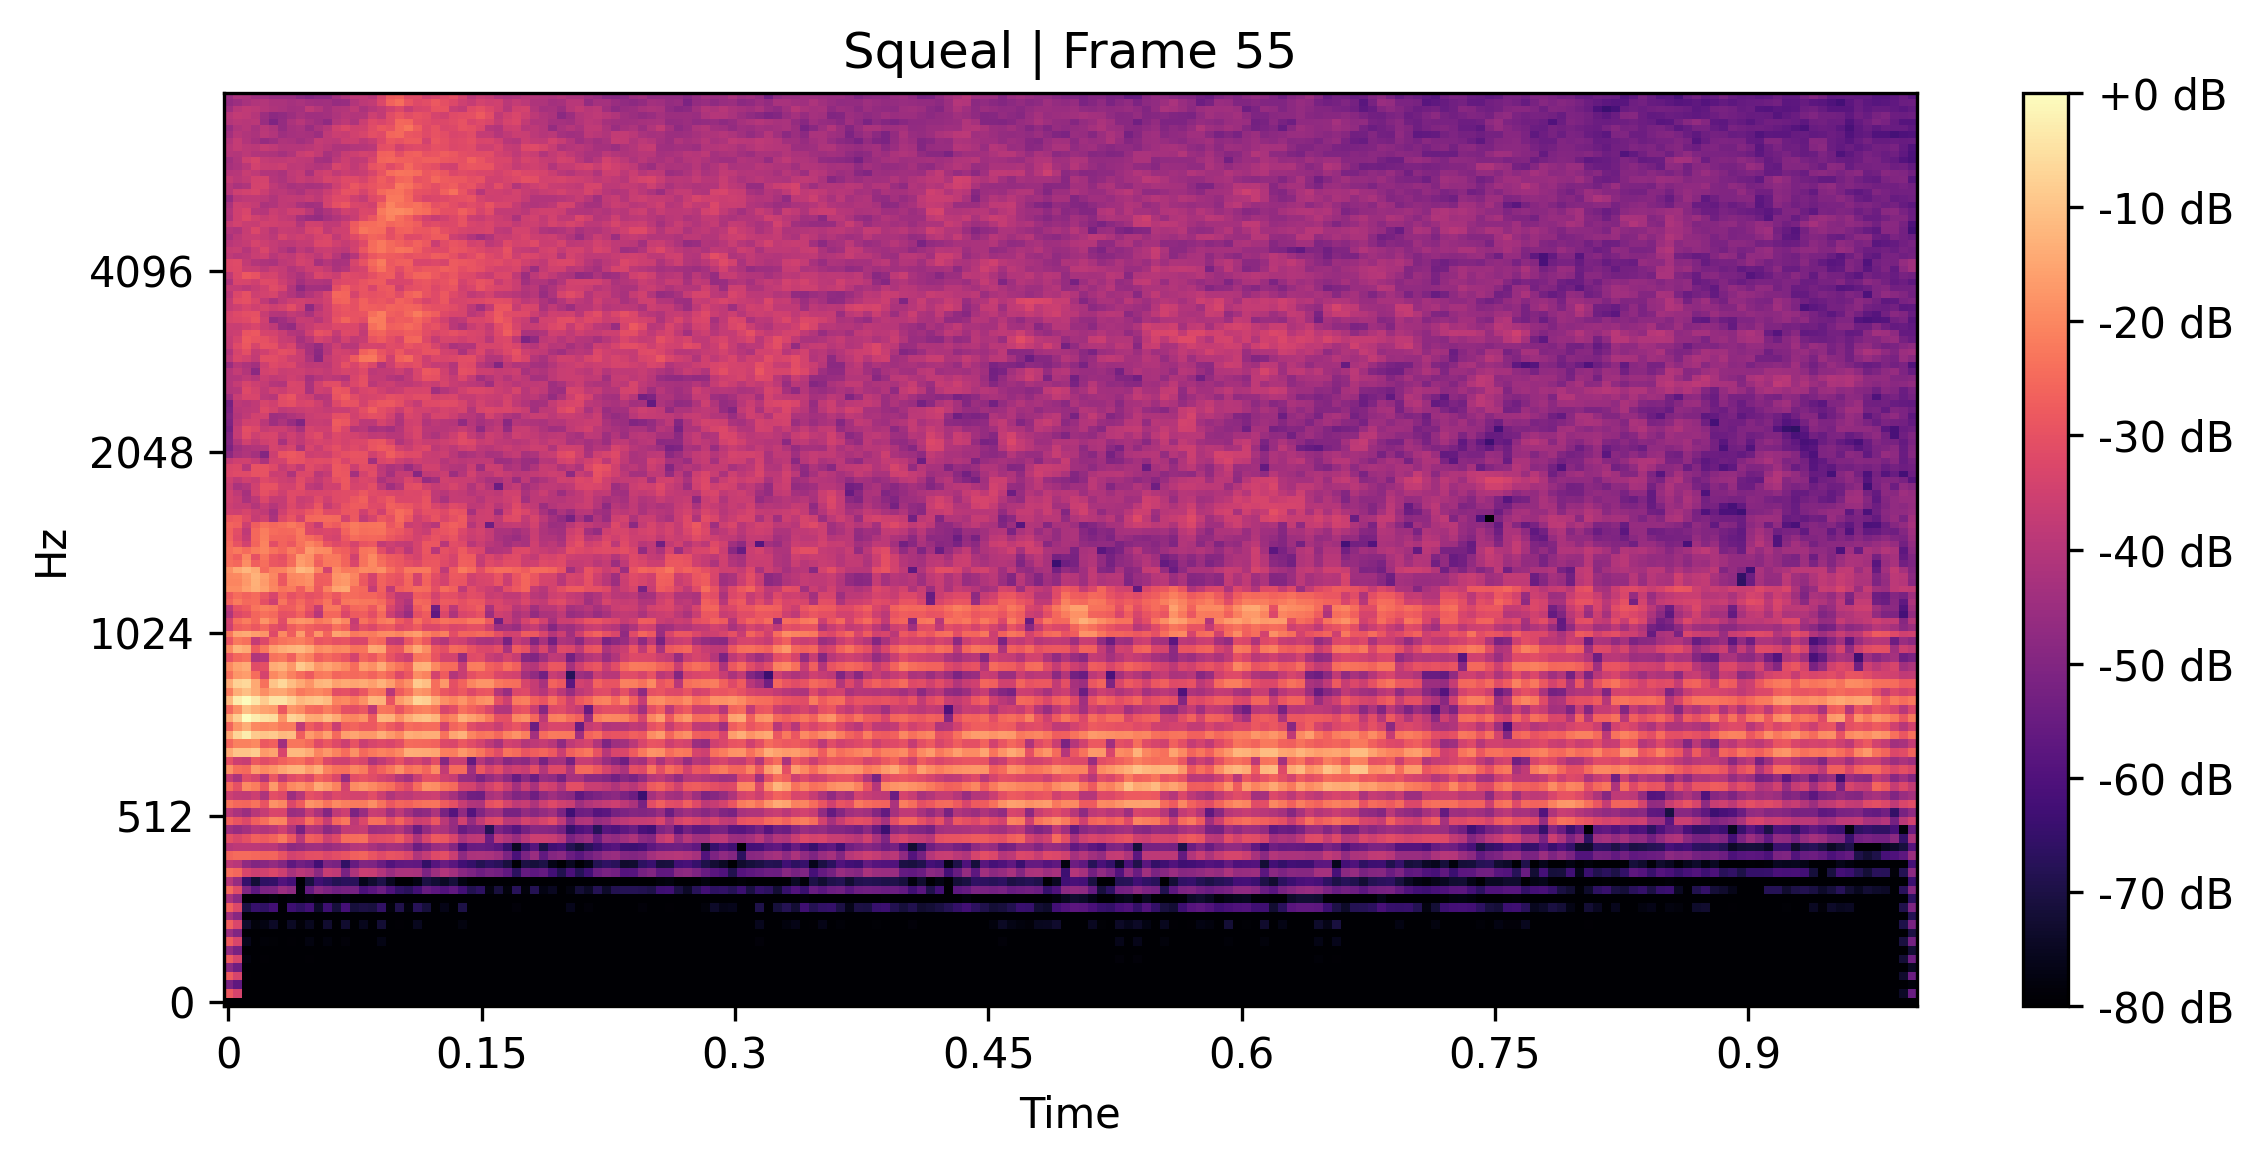 Squeal | Frame 55
+0 dB
-10 dB
-20 dB
-30 dB
-40 dB
-50 dB
-60 dB
-70 dB
-80 dB
Hz
4096
2048
1024
512
0
0 0.15 0.3 0.45 0.6 0.75 0.9
Time